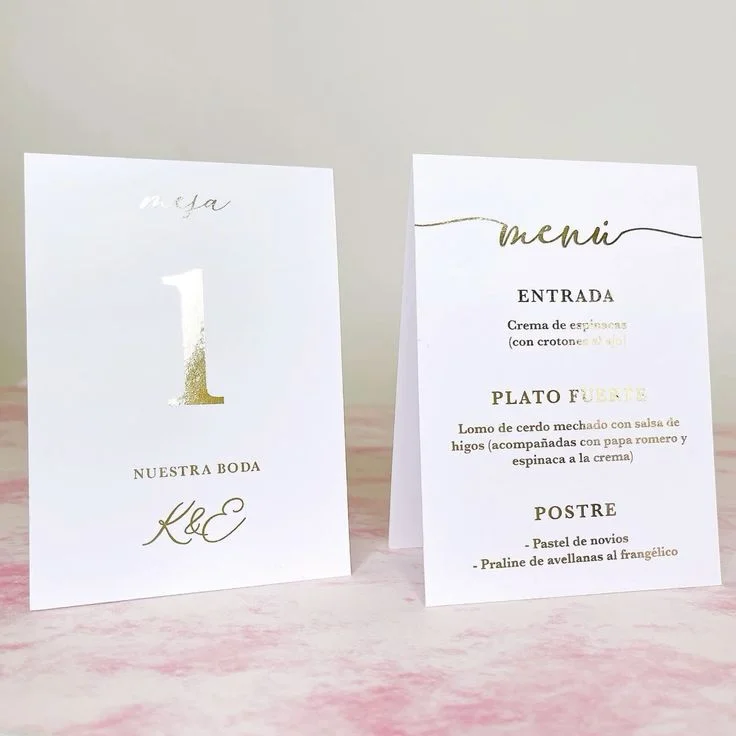 mesa
1
NUESTRA BODA
K&E
menú
ENTRADA
Crema de espinacas
(con crotones al ajo)
PLATO FUERTE
Lomo de cerdo mechado con salsa de
higos (acompañadas con papa romero y
espinaca a la crema)
POSTRE
- Pastel de novios
- Praline de avellanas al frangélico